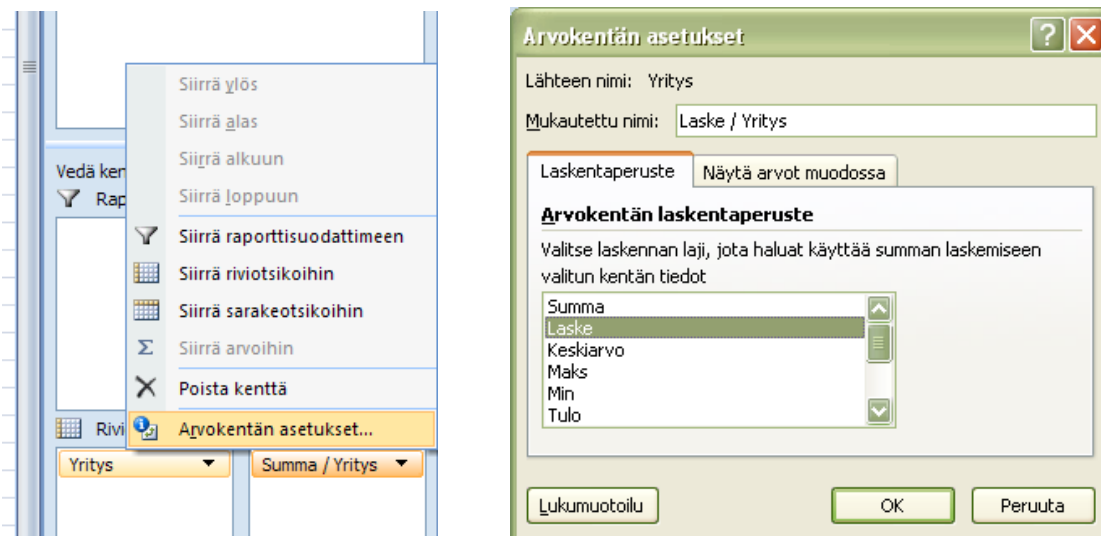 Siirrä ylös
Siirrä alas
Siirrä alkuun
Siirrä loppuun
Vedä ken
Rap
Siirrä raporttisuodattimeen
Siirrä riviotsikoihin
Siirrä sarakeotsikoihin
Σ Siirrä arvoihin
Poista kenttä
Rivi
Arvokentän asetukset...
Yritys
Summa / Yritys
Arvokentän asetukset
Lähteen nimi: Yritys
Mukautettu nimi: Laske / Yritys
Laskentaperuste
Näytä arvot muodossa
Arvokentän laskentaperuste
Valitse laskennan laji, jota haluat käyttää summan laskemiseen
valitun kentän tiedot
Summa
Laske
Keskiarvo
Maks
Min
Tulo
Lukumuotoilu
OK
Peruuta